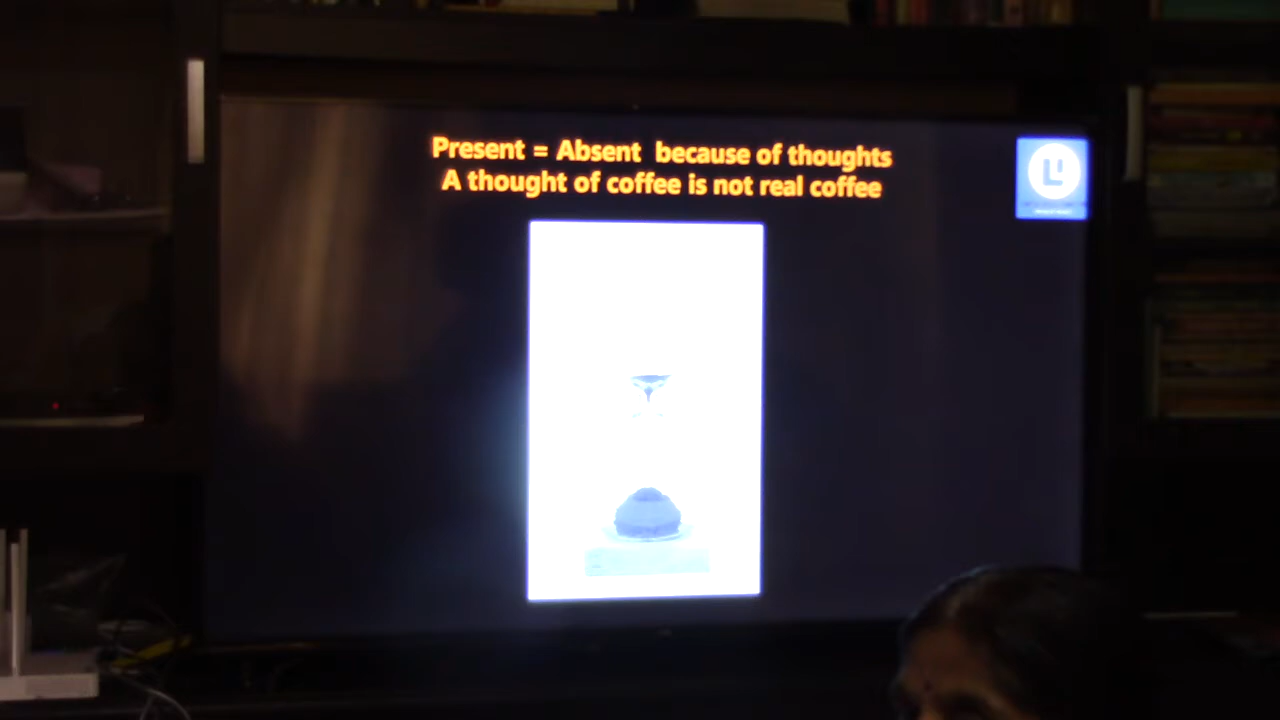 Present = Absent because of thoughts
A thought of coffee is not real coffee